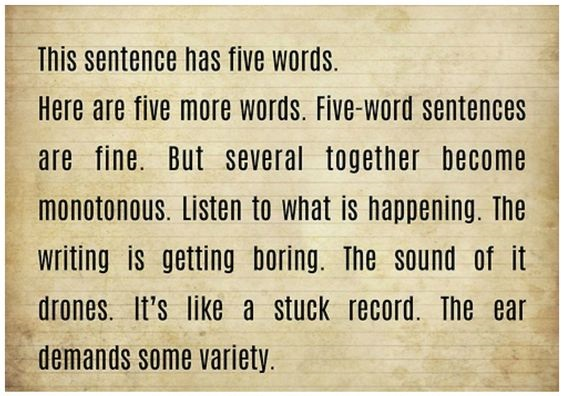 This sentence has five words.
Here are five more words. Five-word sentences
are fine. But several together become
monotonous. Listen to what is happening. The
writing is getting boring. The sound of it
drones. It’s like a stuck record. The ear
demands some variety.